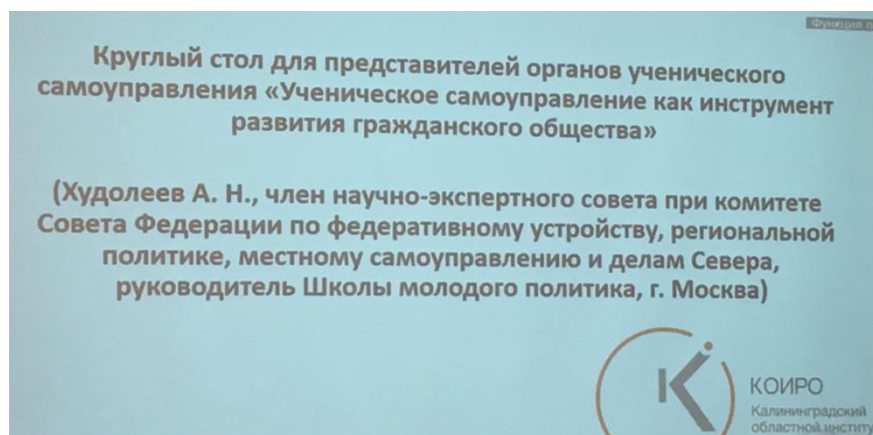 Функция
Круглый стол для представителей органов ученического
самоуправления «Ученическое самоуправление как инструмент
развития гражданского общества»
(Худолеев А. Н., член научно-экспертного совета при комитете
Совета Федерации по федеративному устройству, региональной
политике, местному самоуправлению и делам Севера,
руководитель Школы молодого политика, г. Москва)
КОИРО
Калининградский
областной